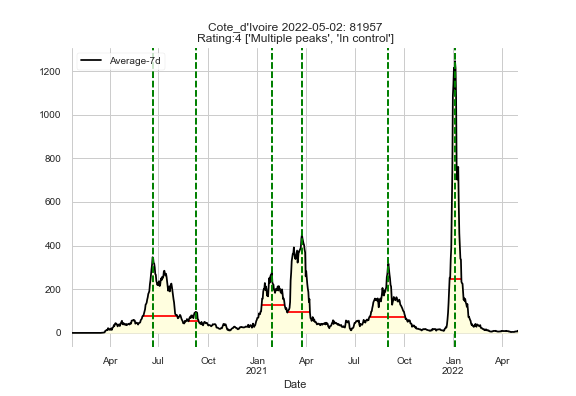 Cote_d'Ivoire 2022-05-02: 81957
Rating:4 ['Multiple peaks', 'In control']
Average-7d
1200
1000
800
600
400
200
0
Apr Jul Oct Jan Apr Jul Oct Jan Apr
2021 2022
Date